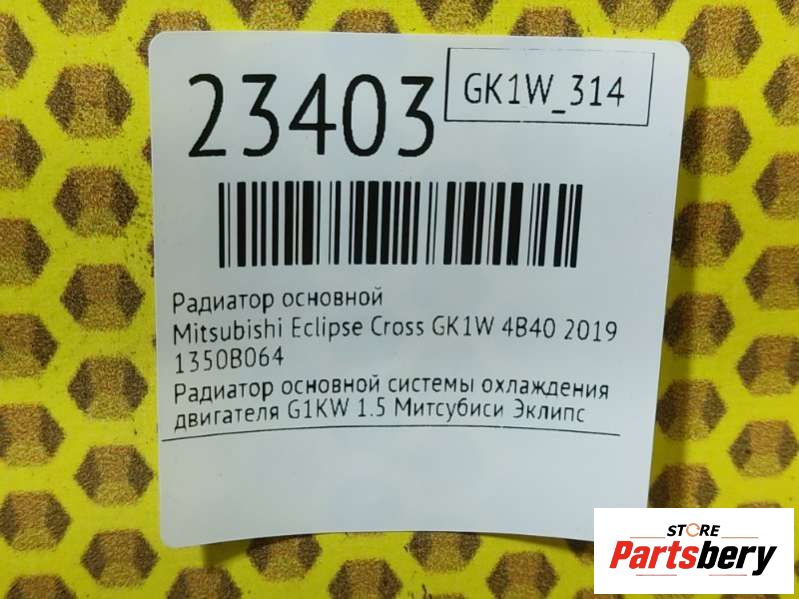 23403
GK1W_314
Радиатор основной
Mitsubishi Eclipse Cross GK1W 4B40 2019
1350B064
Радиатор основной системы охлаждения
двигателя G1KW 1.5 Митсубиси Эклипс
STORE
Partsbery